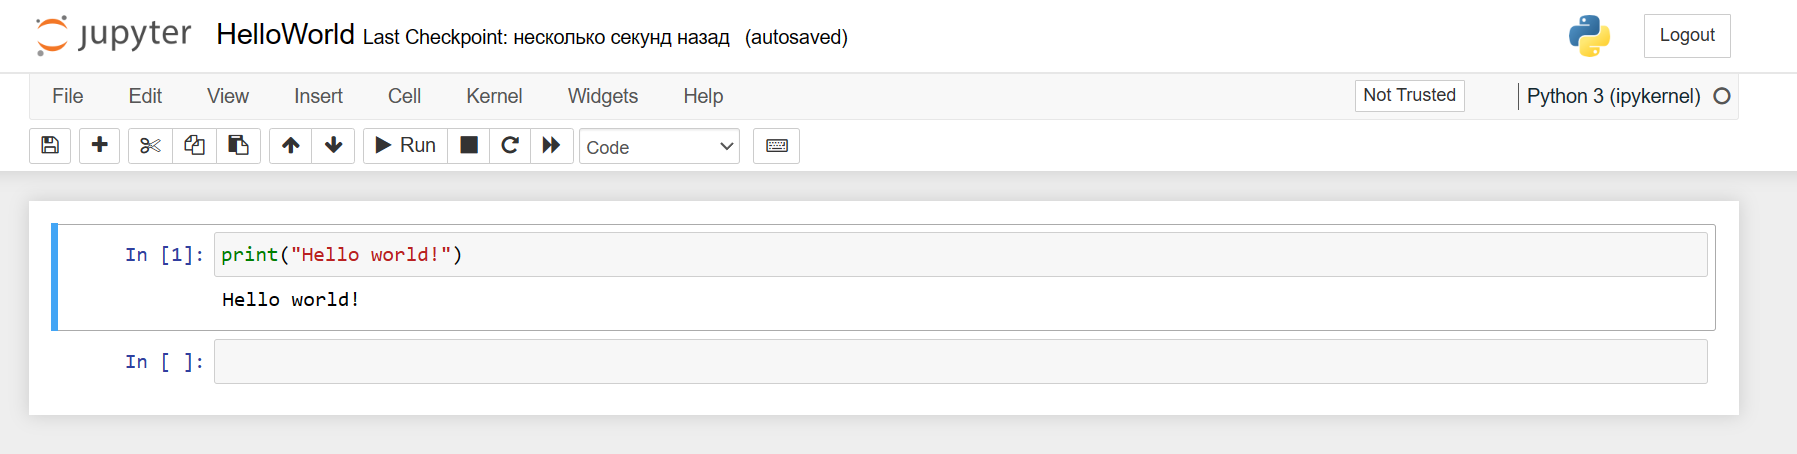 jupyter HelloWorld Last Checkpoint: несколько секунд назад (autosaved) Logout
File Edit View Insert Cell Kernel Widgets Help Not Trusted Python 3 (ipykernel)
Run Code
In [1]: print("Hello world!")
Hello world!
In [ ]: